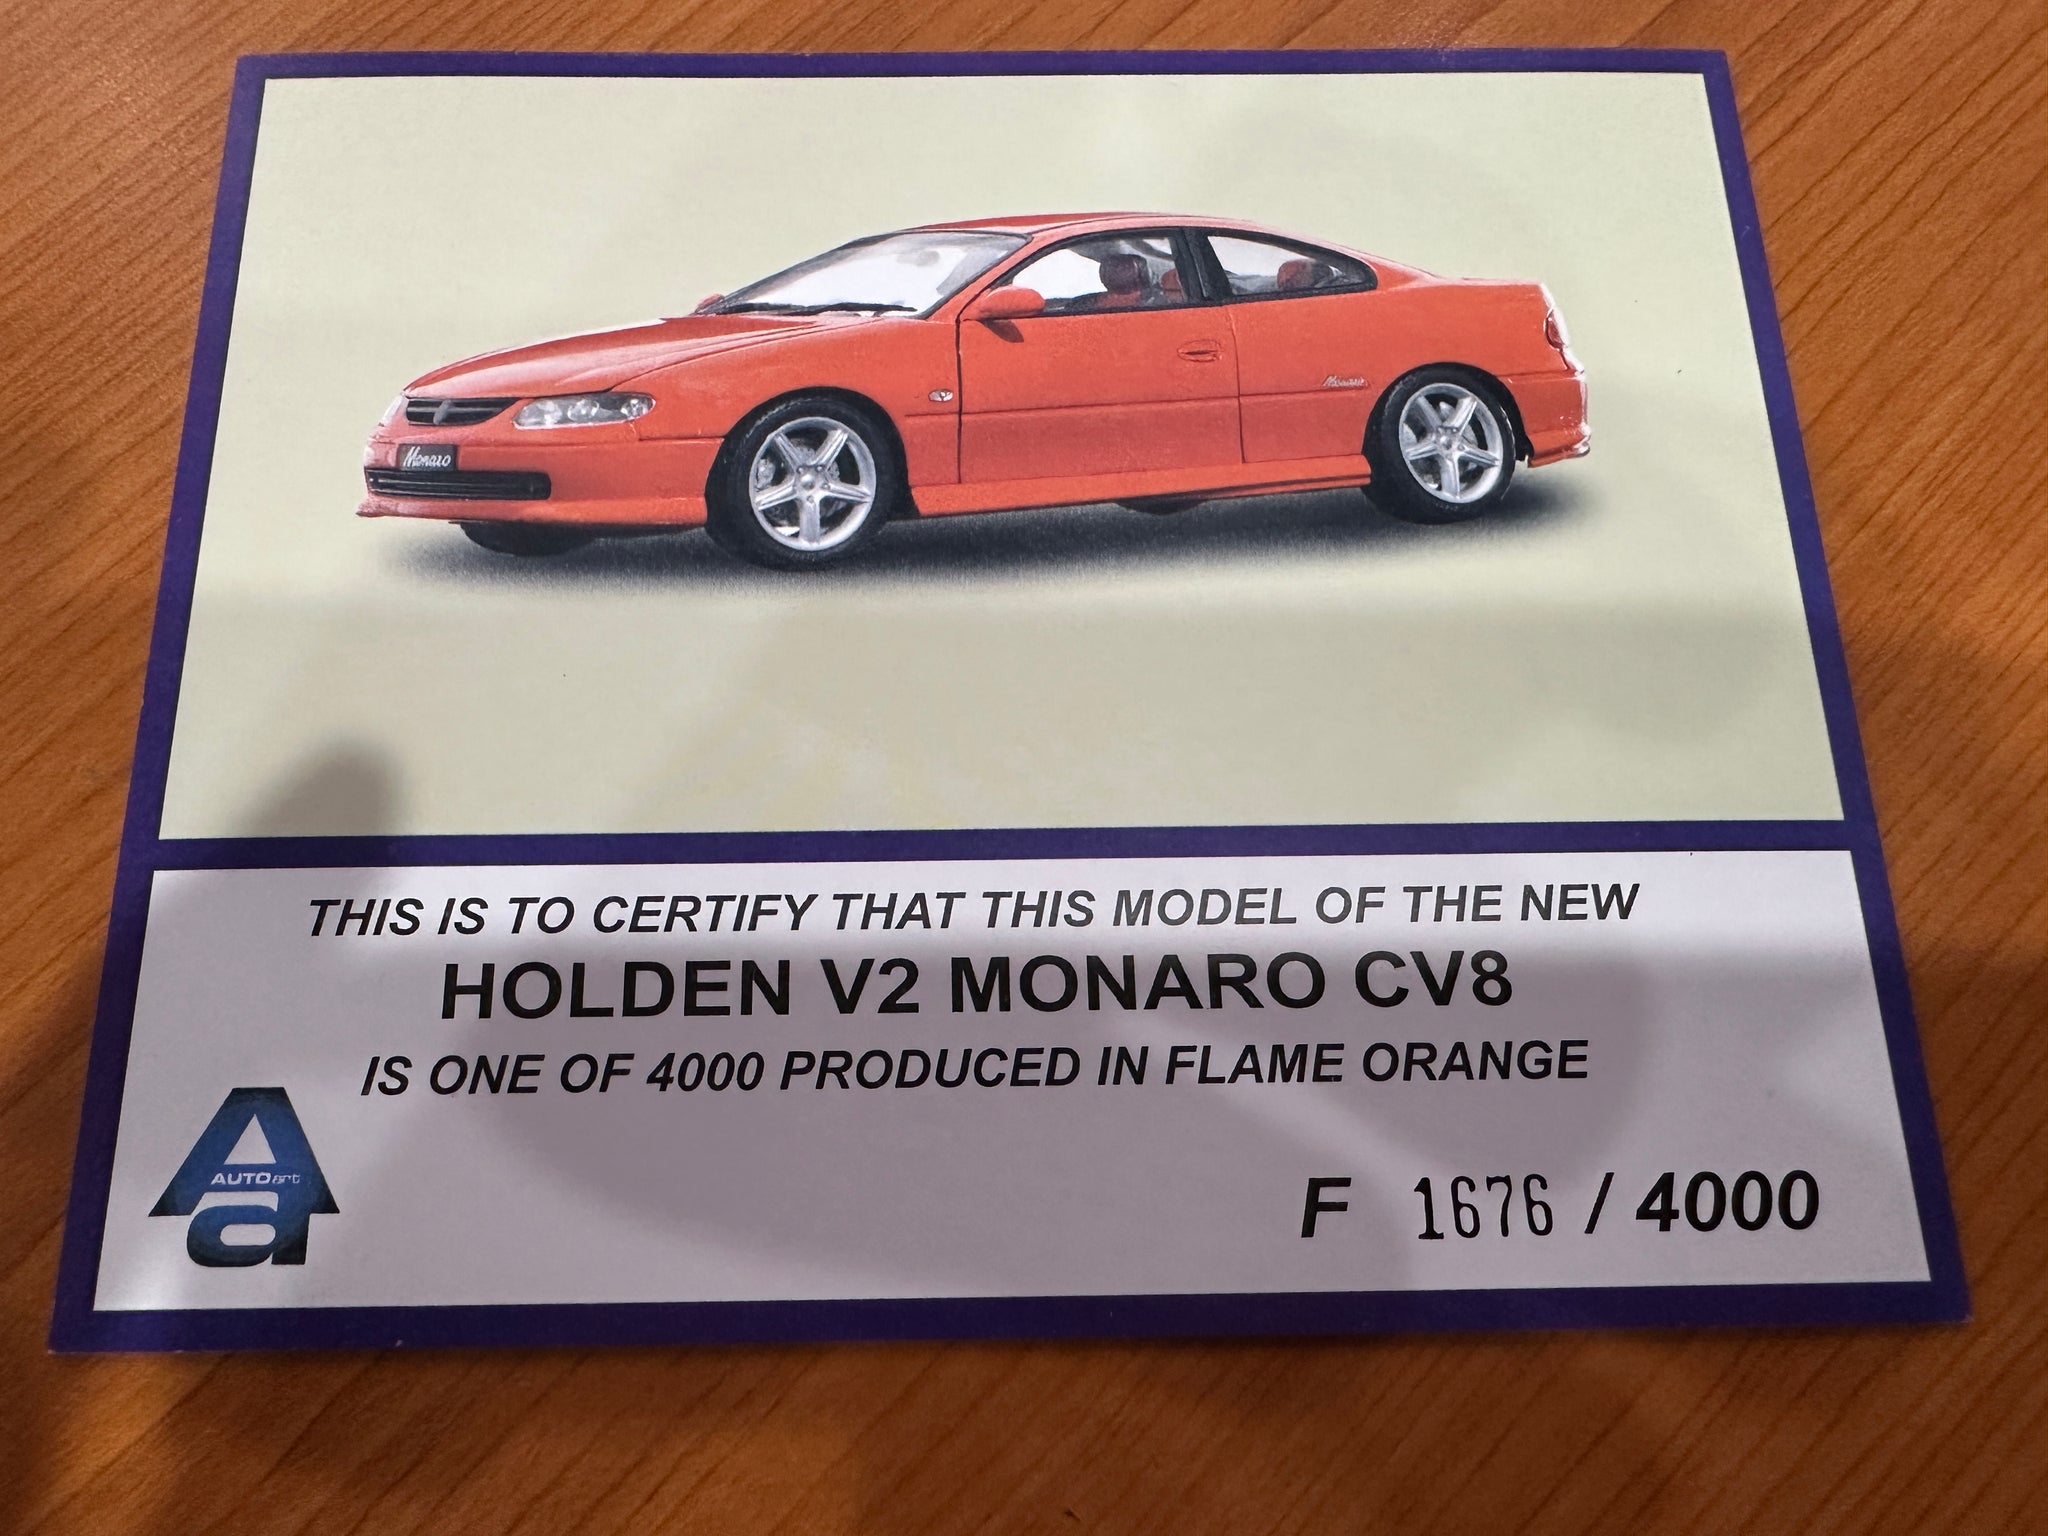 Monaro
Monaro
THIS IS TO CERTIFY THAT THIS MODEL OF THE NEW
HOLDEN V2 MONARO CV8
IS ONE OF 4000 PRODUCED IN FLAME ORANGE
AUTOart
F 1676 / 4000